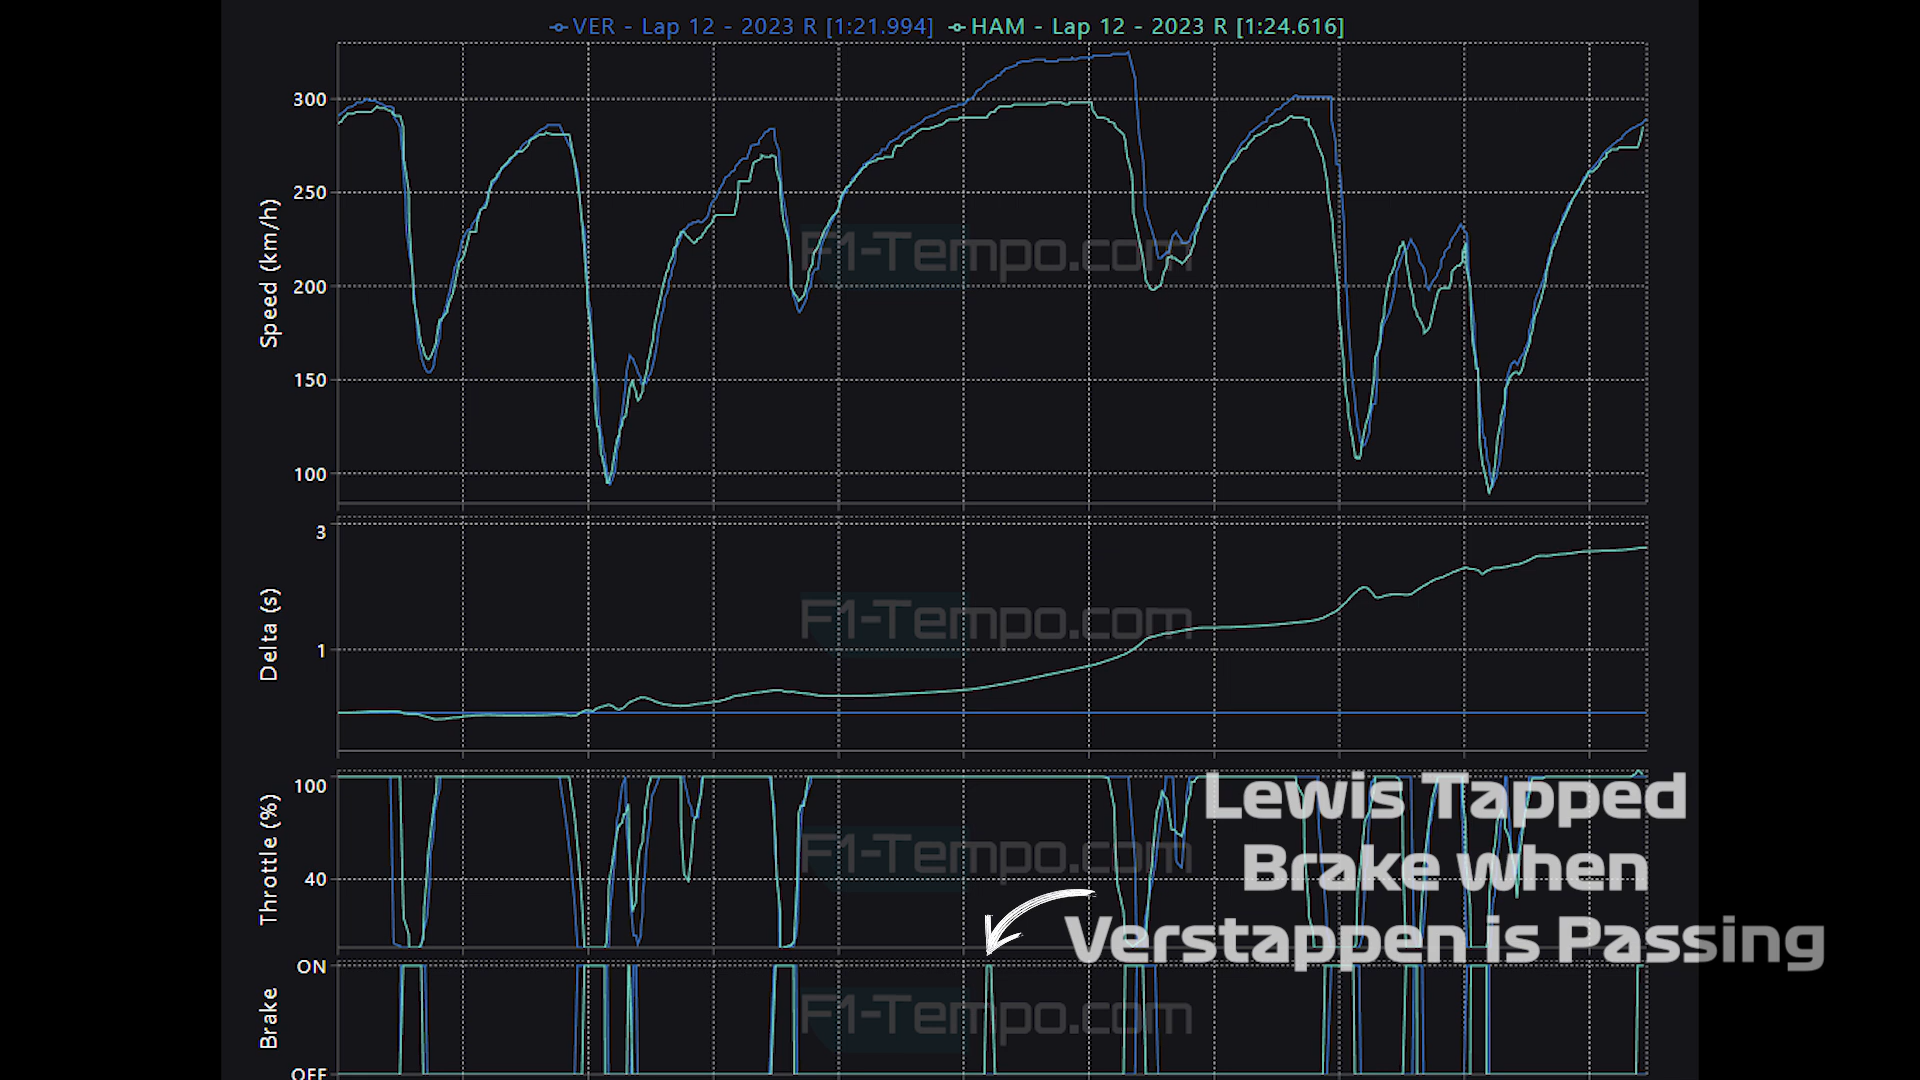 VER - Lap 12 - 2023 R [1:21.994] HAM - Lap 12 - 2023 R [1:24.616]
300
250
200
150
100
Speed (km/h)
F1-Tempo.com
3
1
Delta (s)
F1-Tempo.com
100
40
Throttle (%)
F1-Tempo.com
Lewis Tapped
Brake when
Verstappen is Passing
ON
OFF
Brake
F1-Tempo.com